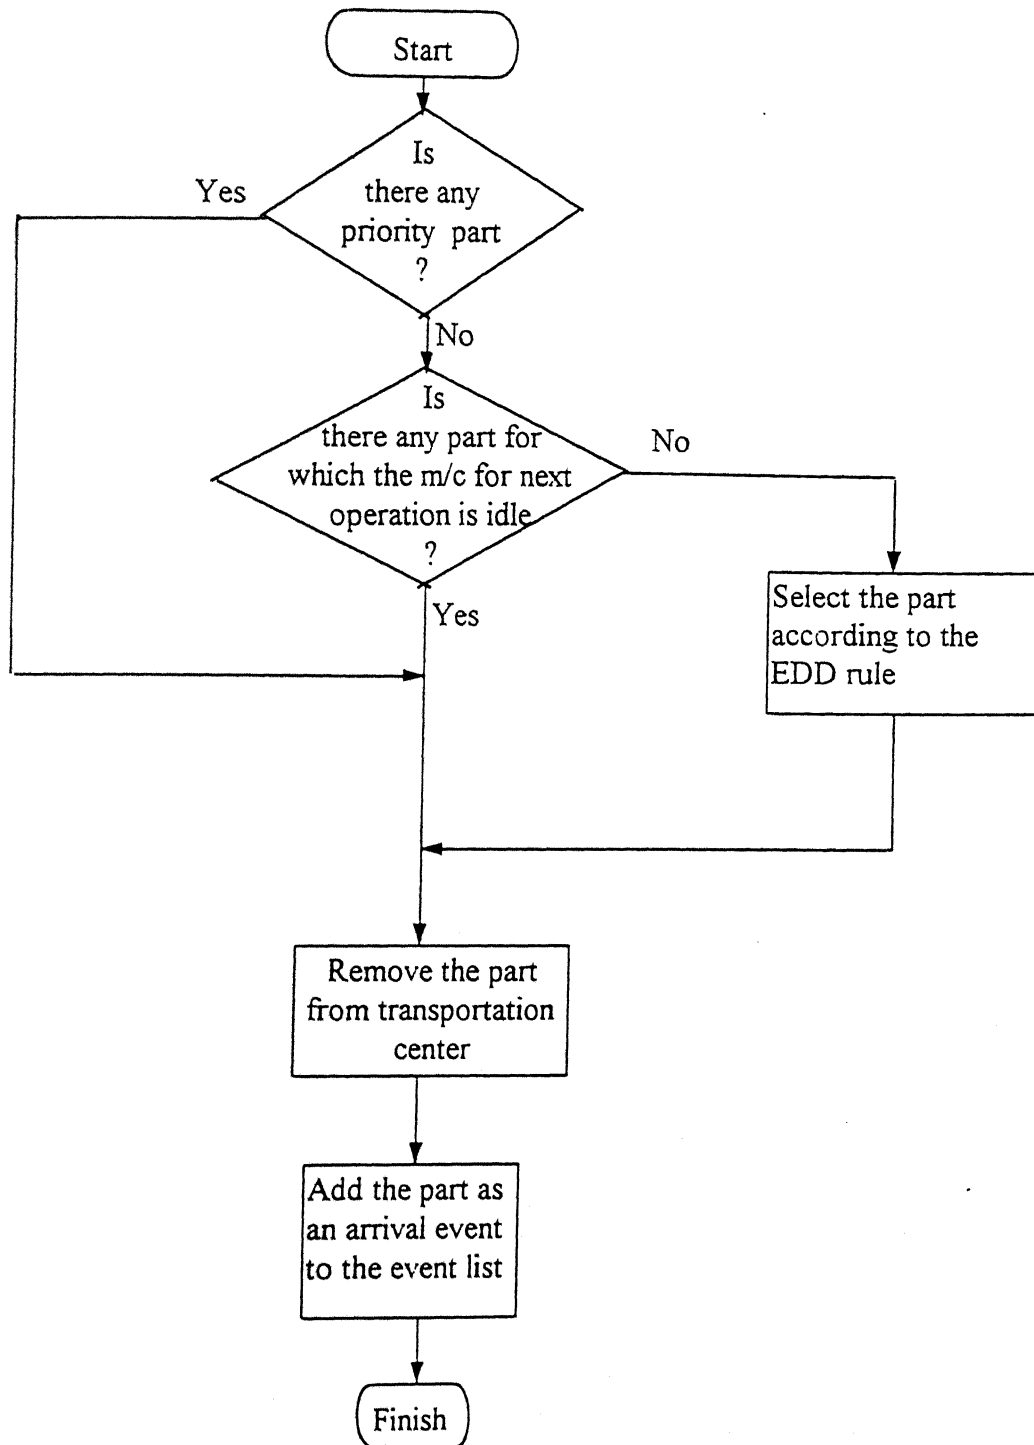 Start
Is
there any
priority part
?
Yes
No
Is
there any part for
which the m/c for next
operation is idle
?
No
Yes
Select the part
according to the
EDD rule
Remove the part
from transportation
center
Add the part as
an arrival event
to the event list
Finish